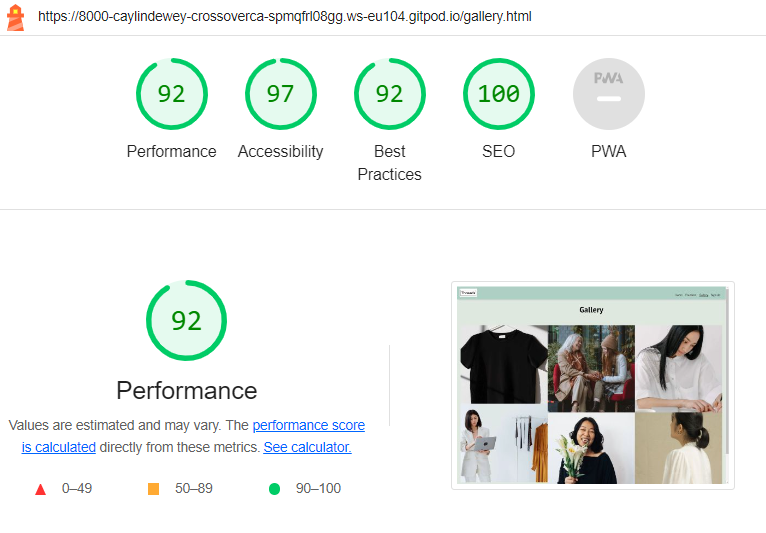 https://8000-caylindewey-crossoverca-spmqfrl08gg.ws-eu104.gitpod.io/gallery.html
92
97
92
100
PWA
Performance
Accessibility
Best
Practices
SEO
PWA
92
Performance
Values are estimated and may vary. The performance score
is calculated directly from these metrics. See calculator.
0–49
50–89
90–100
Gallery